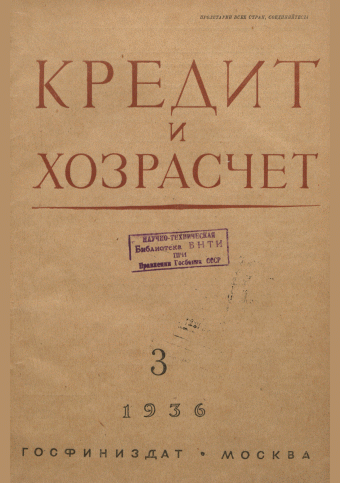 ПРОЛЕТАРИИ ВСЕХ СТРАН, СОЕДИНЯЙТЕСЬ!
КРЕДИТ
И
ХОЗРАСЧЕТ
НАУЧНО-ТЕХНИЧЕСКАЯ
Библиотека ВНТИ
ПРИ
Правлении Госбанка СССР
3
1936
ГОСФИНИЗДАТ • МОСКВА